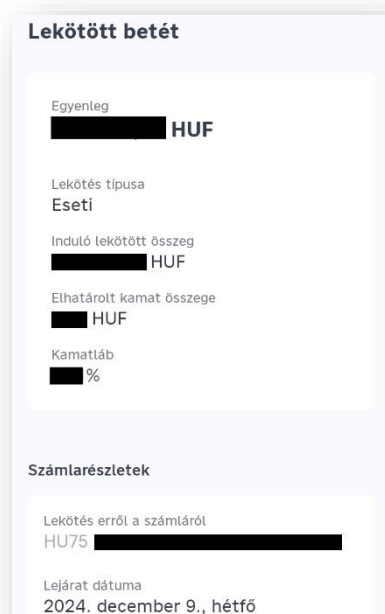 Lekötött betét
Egyenleg
HUF
Lekötés típusa
Eseti
Induló lekötött összeg
HUF
Elhatárolt kamat összege
HUF
Kamatláb
%
Számlarészletek
Lekötés erről a számláról
HU75
Lejárat dátuma
2024. december 9., hétfő